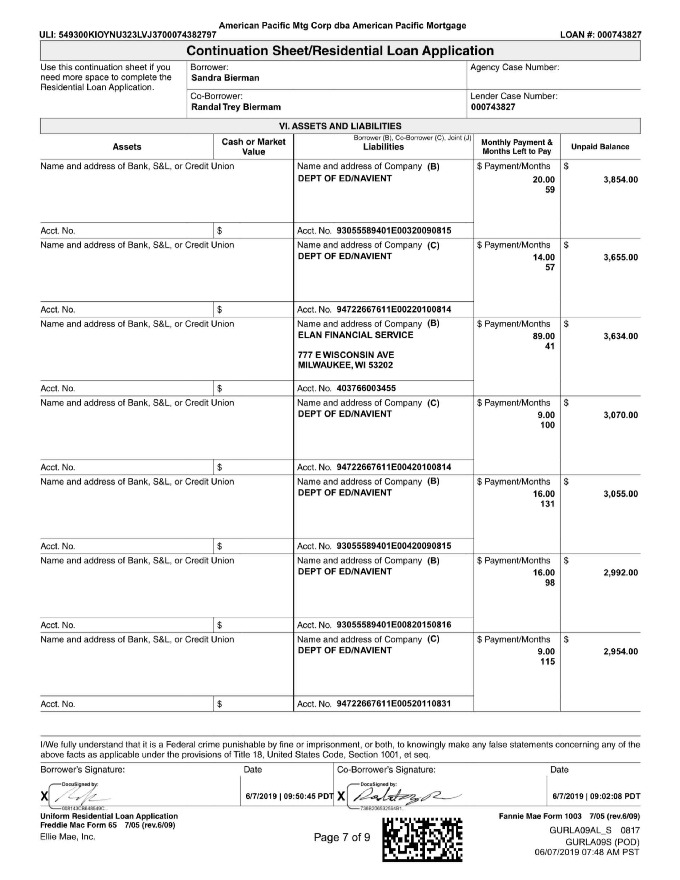 American Pacific Mtg Corp dba American Pacific Mortgage
ULI: 549300KIOYNU323LVJ3700074382797 LOAN #: 000743827
Continuation Sheet/Residential Loan Application
Use this continuation sheet if you need more space to complete the Residential Loan Application.
Borrower:
Sandra Bierman
Agency Case Number:
Co-Borrower:
Randal Trey Biermam
Lender Case Number:
000743827
VI. ASSETS AND LIABILITIES
Borrower (B), Co-Borrower (C), Joint (J)
Assets Cash or Market Value Liabilities Monthly Payment & Months Left to Pay Unpaid Balance
Name and address of Bank, S&L, or Credit Union Name and address of Company (B) $ Payment/Months $
DEPT OF ED/NAVIENT 20.00 3,854.00
59
Acct. No. $ Acct. No. 93055589401E00320090815
Name and address of Bank, S&L, or Credit Union Name and address of Company (C) $ Payment/Months $
DEPT OF ED/NAVIENT 14.00 3,655.00
57
Acct. No. $ Acct. No. 94722667611E00220100814
Name and address of Bank, S&L, or Credit Union Name and address of Company (B) $ Payment/Months $
ELAN FINANCIAL SERVICE 89.00 3,634.00
41
777 E WISCONSIN AVE
MILWAUKEE, WI 53202
Acct. No. $ Acct. No. 403766003455
Name and address of Bank, S&L, or Credit Union Name and address of Company (C) $ Payment/Months $
DEPT OF ED/NAVIENT 9.00 3,070.00
100
Acct. No. $ Acct. No. 94722667611E00420100814
Name and address of Bank, S&L, or Credit Union Name and address of Company (B) $ Payment/Months $
DEPT OF ED/NAVIENT 16.00 3,055.00
131
Acct. No. $ Acct. No. 93055589401E00420090815
Name and address of Bank, S&L, or Credit Union Name and address of Company (B) $ Payment/Months $
DEPT OF ED/NAVIENT 16.00 2,992.00
98
Acct. No. $ Acct. No. 93055589401E00820150816
Name and address of Bank, S&L, or Credit Union Name and address of Company (C) $ Payment/Months $
DEPT OF ED/NAVIENT 9.00 2,954.00
115
Acct. No. $ Acct. No. 94722667611E00520110831
I/We fully understand that it is a Federal crime punishable by fine or imprisonment, or both, to knowingly make any false statements concerning any of the
above facts as applicable under the provisions of Title 18, United States Code, Section 1001, et seq.
Borrower's Signature: Date Co-Borrower's Signature: Date
DocuSigned by: DocuSigned by:
X 6/7/2019 | 09:50:45 PDT X 6/7/2019 | 09:02:08 PDT
Uniform Residential Loan Application Fannie Mae Form 1003 7/05 (rev.6/09)
Freddie Mac Form 65 7/05 (rev.6/09)
Ellie Mae, Inc. Page 7 of 9 GURLA09AL_S 0817
GURLA09S (POD)
06/07/2019 07:48 AM PST